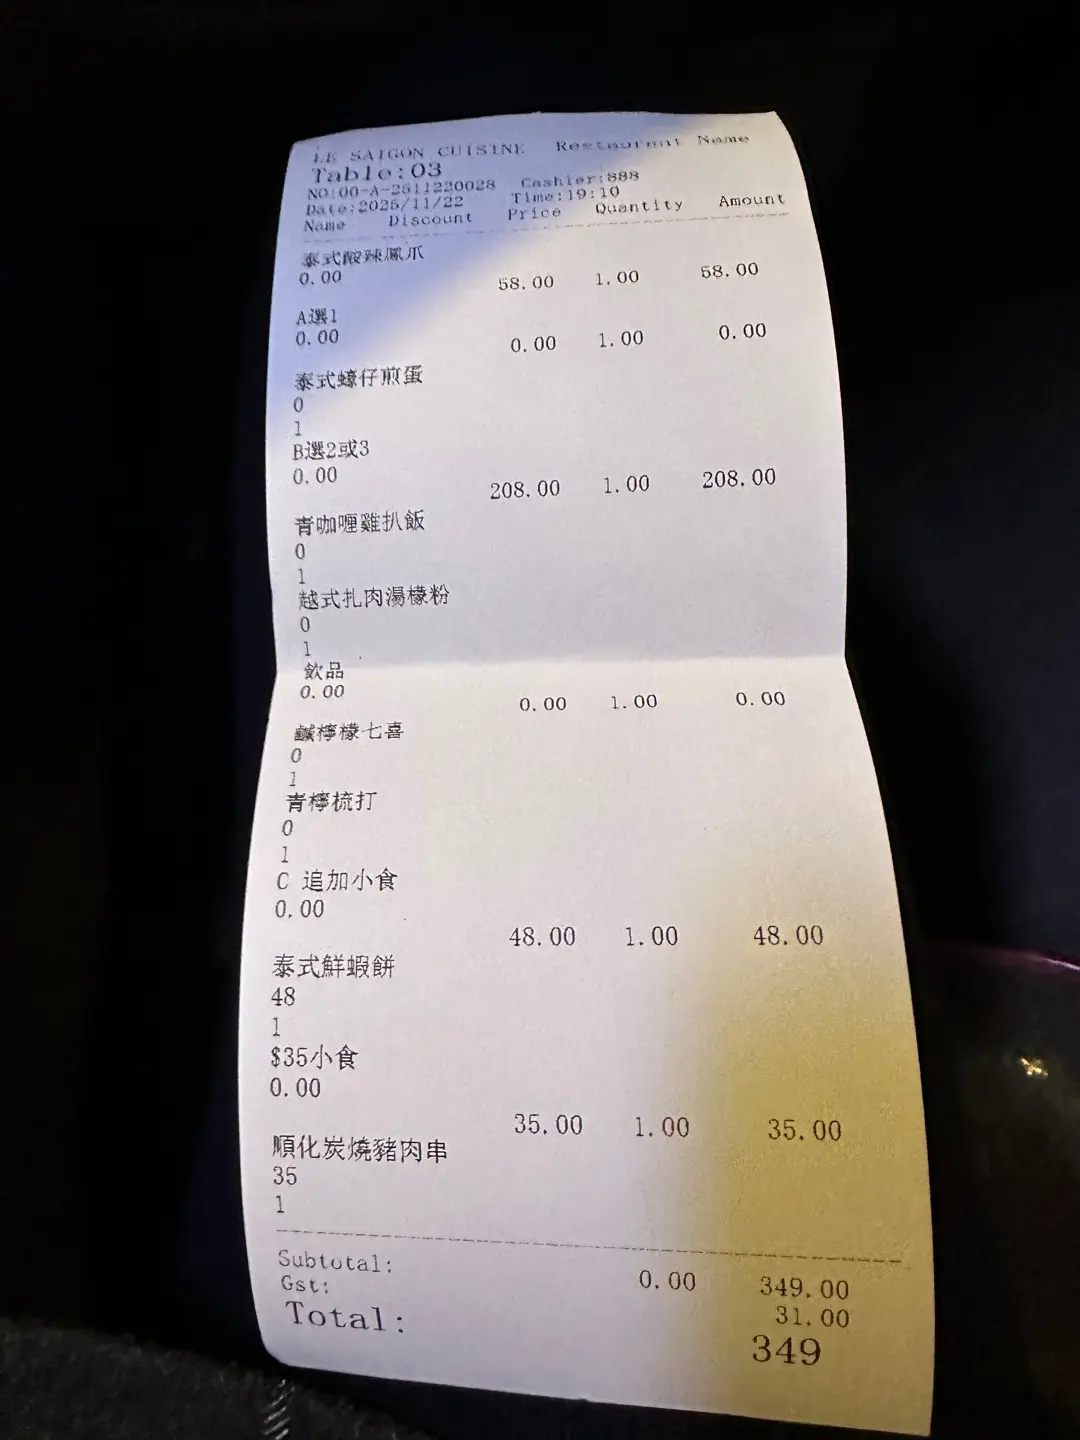 LE SAIGON CUISINE Restaurant Name
Table:03
NO:00-A-2511220028 Cashier:888
Date:2025/11/22 Time:19:10
Name Discount Price Quantity Amount
泰式酸辣鳳爪
0.00 58.00 1.00 58.00
A選1
0.00 0.00 1.00 0.00
泰式蠔仔煎蛋
0
1
B選2或3
0.00 208.00 1.00 208.00
青咖喱雞扒飯
0
1
越式扎肉湯檬粉
0
1
飲品
0.00 0.00 1.00 0.00
鹹檸檬七喜
0
1
青檸梳打
0
1
C 追加小食
0.00 48.00 1.00 48.00
泰式鮮蝦餅
48
1
$35小食
0.00 35.00 1.00 35.00
順化炭燒豬肉串
35
1
Subtotal: 0.00 349.00
Gst: 31.00
Total: 349